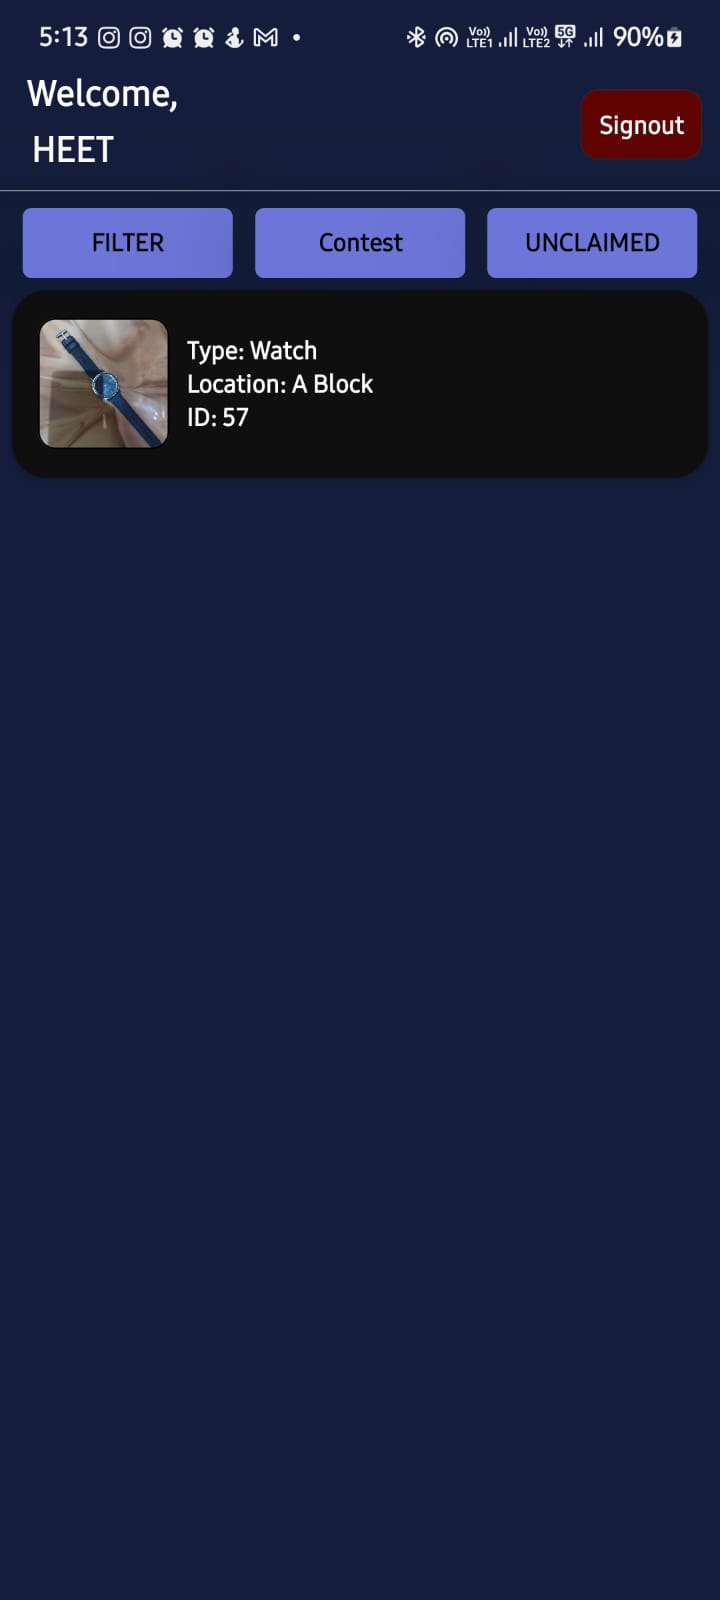 5:13
Vo)) LTE1 Vo)) LTE2 5G 90%
Welcome,
HEET
Signout
FILTER Contest UNCLAIMED
Type: Watch
Location: A Block
ID: 57